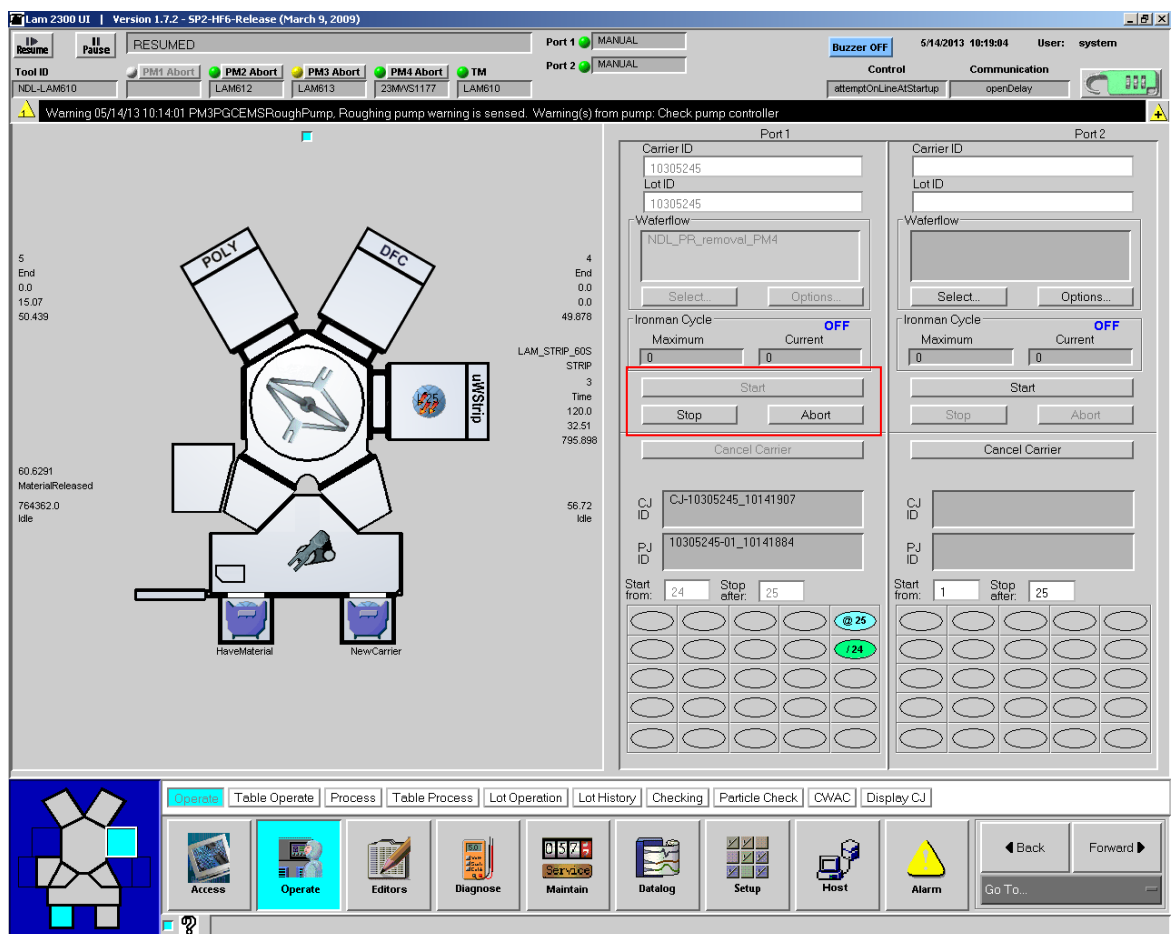 Lam 2300 UI | Version 1.7.2 - SP2-HF6-Release (March 9, 2009)
Resume Pause RESUMED
Port 1 MANUAL
Port 2 MANUAL
Buzzer OFF 5/14/2013 10:19:04 User: system
Tool ID PM1 Abort PM2 Abort PM3 Abort PM4 Abort TM
NDL-LAM610 LAM612 LAM613 LAM610
Control Communication
attemptOnLineAtStartup openDelay
Warning 05/14/13 10:14:01 PM3PGCEMSRoughPump, Roughing pump warning is sensed. Warning(s) from pump: Check pump controller
POLY
DFC
uWStrip
5
End
0.0
15.07
50.439
4
End
0.0
0.0
49.878
LAM_STRIP_60S
STRIP
3
Time
120.0
32.51
795.898
60.6291
MaterialReleased
764362.0
Idle
56.72
Idle
HaveMaterial NewCarrier
Port 1
Carrier ID
10305245
Lot ID
10305245
Waferflow
NDL_PR_removal_PM4
Select... Options...
Ironman Cycle OFF
Maximum Current
0 0
Start
Stop Abort
Cancel Carrier
CJ ID CJ-10305245_10141907
PJ ID 10305245-01_10141884
Start from: 24 Stop after: 25
@ 25
/ 24
Port 2
Carrier ID
Lot ID
Waferflow
Select... Options...
Ironman Cycle OFF
Maximum Current
0 0
Start
Stop Abort
Cancel Carrier
CJ ID
PJ ID
Start from: 1 Stop after: 25
Operate Table Operate Process Table Process Lot Operation Lot History Checking Particle Check CWAC Display CJ
Access Operate Editors Diagnose Maintain Datalog Setup Host Alarm
Service
Back Forward
Go To...